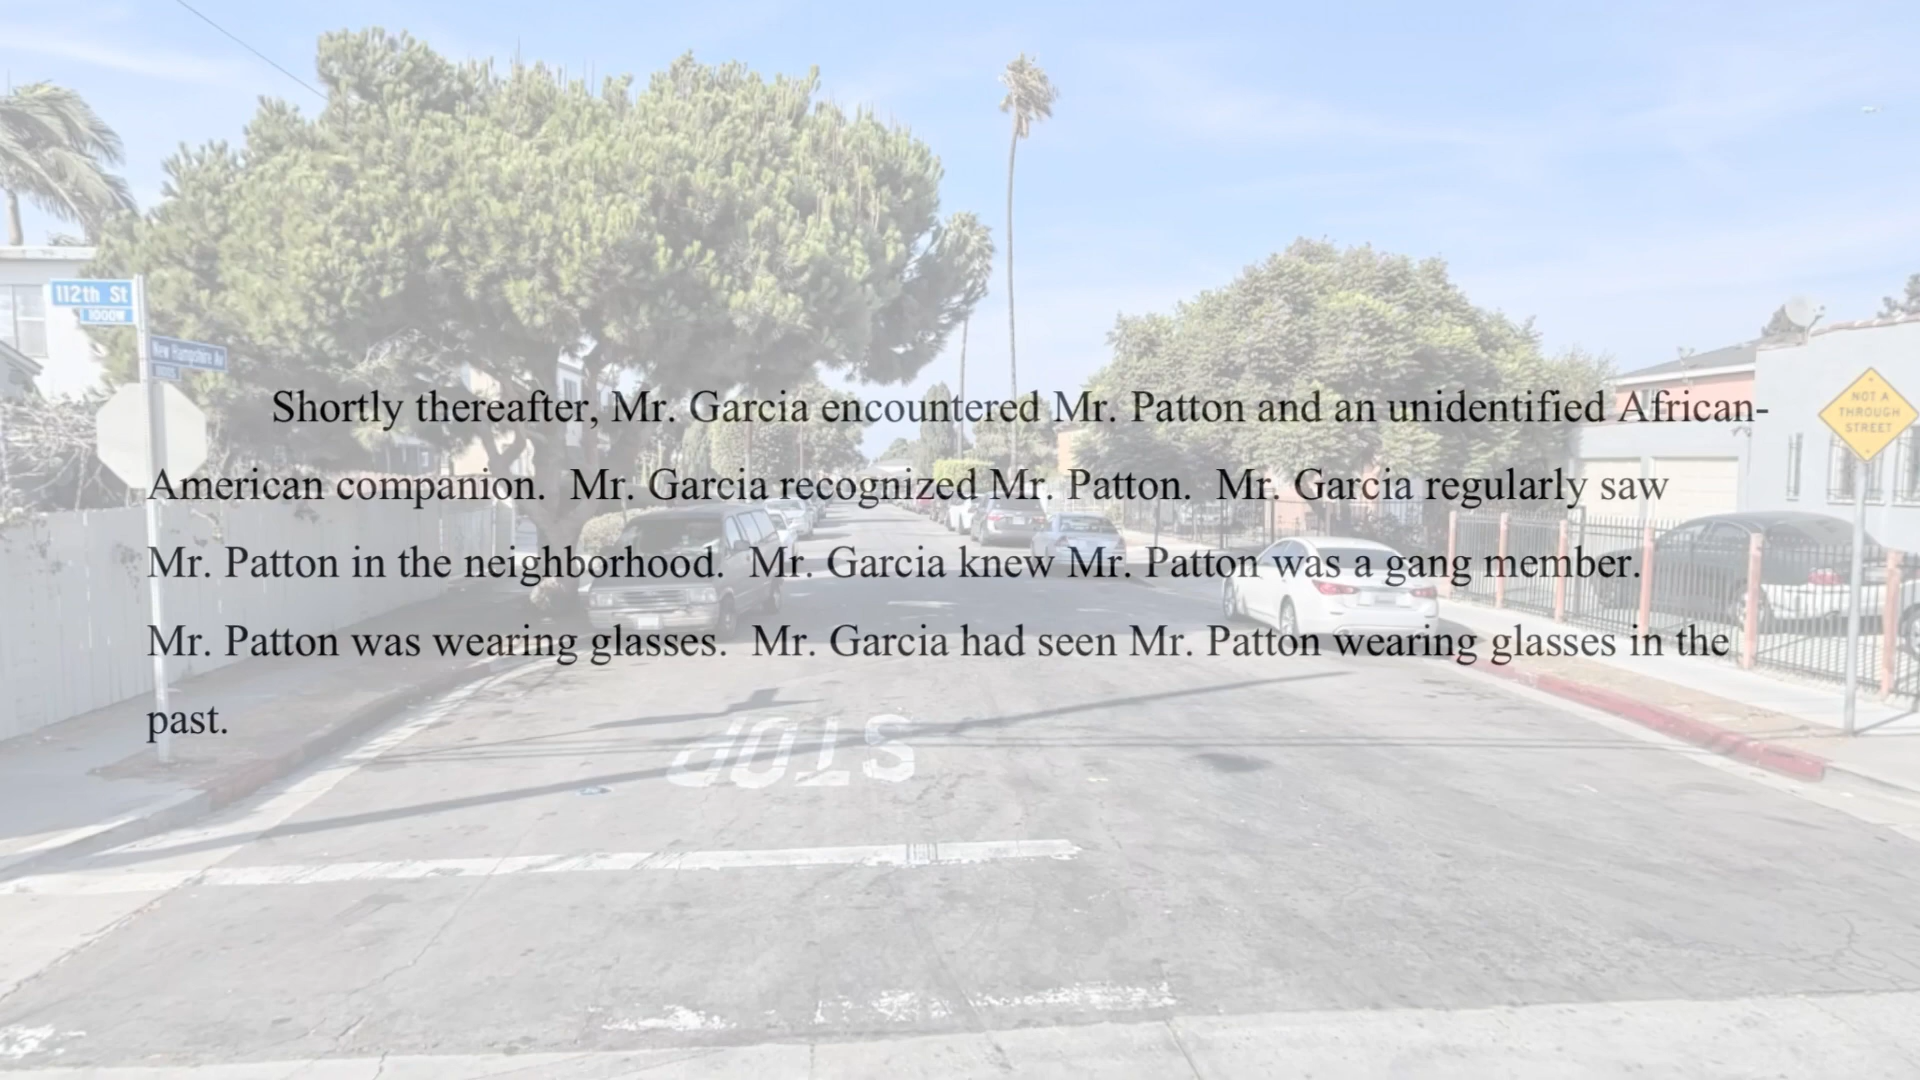 112th St
1000W
New Hampshire Av
Shortly thereafter, Mr. Garcia encountered Mr. Patton and an unidentified African-
American companion.  Mr. Garcia recognized Mr. Patton.  Mr. Garcia regularly saw
Mr. Patton in the neighborhood.  Mr. Garcia knew Mr. Patton was a gang member.
Mr. Patton was wearing glasses.  Mr. Garcia had seen Mr. Patton wearing glasses in the
past.
NOT A
THROUGH
STREET
STOP